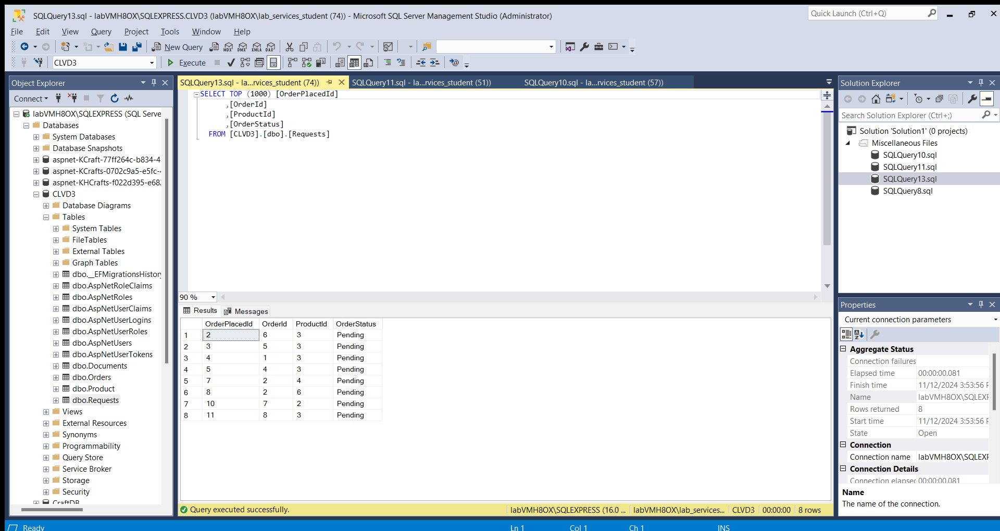 SQLQuery13.sql - labVMH8OX\SQLEXPRESS.CLVD3 (labVMH8OX\lab_services_student (74)) - Microsoft SQL Server Management Studio (Administrator)
Quick Launch (Ctrl+Q)
File Edit View Query Project Tools Window Help
New Query MDX DMX XMLA DAX
CLVD3 Execute
Object Explorer
Connect
labVMH8OX\SQLEXPRESS (SQL Serve
Databases
System Databases
Database Snapshots
aspnet-KCraft-77ff264c-b834-4
aspnet-KCrafts-0702c9a5-e5fc-4
aspnet-KHCrafts-f022d395-e682
CLVD3
Database Diagrams
Tables
System Tables
FileTables
External Tables
Graph Tables
dbo.__EFMigrationsHistory
dbo.AspNetRoleClaims
dbo.AspNetRoles
dbo.AspNetUserClaims
dbo.AspNetUserLogins
dbo.AspNetUserRoles
dbo.AspNetUsers
dbo.AspNetUserTokens
dbo.Documents
dbo.Orders
dbo.Product
dbo.Requests
Views
External Resources
Synonyms
Programmability
Query Store
Service Broker
Storage
Security
CraftDB
SQLQuery13.sql - la...rvices_student (74)) SQLQuery11.sql - la...rvices_student (51)) SQLQuery10.sql - la...rvices_student (57))
SELECT TOP (1000) [OrderPlacedId]
,[OrderId]
,[ProductId]
,[OrderStatus]
FROM [CLVD3].[dbo].[Requests]
90 %
Results Messages
OrderPlacedId OrderId ProductId OrderStatus
1 2 6 3 Pending
2 3 5 3 Pending
3 4 1 3 Pending
4 5 4 3 Pending
5 7 2 4 Pending
6 8 2 6 Pending
7 10 7 2 Pending
8 11 8 3 Pending
Query executed successfully. labVMH8OX\SQLEXPRESS (16.0 ... labVMH8OX\lab_services... CLVD3 00:00:00 8 rows
Solution Explorer
Search Solution Explorer (Ctrl+;)
Solution 'Solution1' (0 projects)
Miscellaneous Files
SQLQuery10.sql
SQLQuery11.sql
SQLQuery13.sql
SQLQuery8.sql
Properties
Current connection parameters
Aggregate Status
Connection failures
Elapsed time 00:00:00.081
Finish time 11/12/2024 3:53:56 P
Name labVMH8OX\SQLEXPR
Rows returned 8
Start time 11/12/2024 3:53:56 P
State Open
Connection
Connection name labVMH8OX\SQLEXPR
Connection Details
Connection elapsec 00:00:00.081
Name
The name of the connection.
Ready Ln 1 Col 1 Ch 1 INS